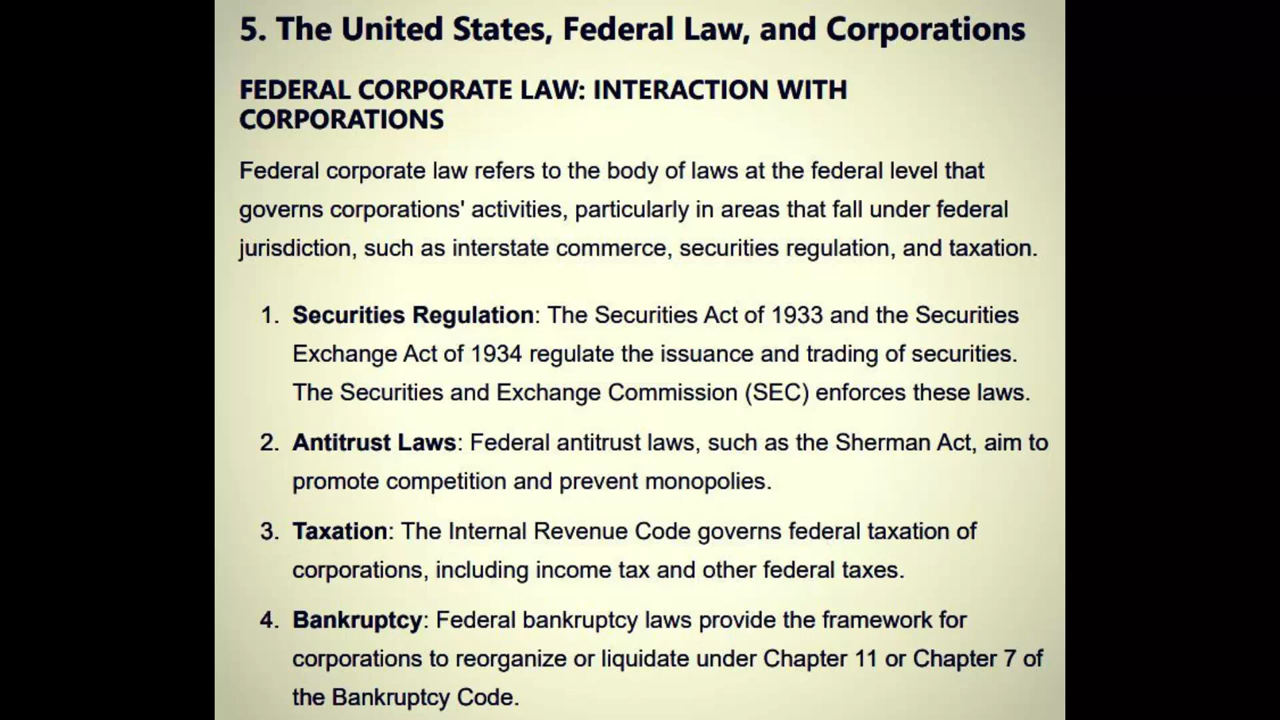 5. The United States, Federal Law, and Corporations
FEDERAL CORPORATE LAW: INTERACTION WITH
CORPORATIONS
Federal corporate law refers to the body of laws at the federal level that
governs corporations' activities, particularly in areas that fall under federal
jurisdiction, such as interstate commerce, securities regulation, and taxation.
1. Securities Regulation: The Securities Act of 1933 and the Securities
Exchange Act of 1934 regulate the issuance and trading of securities.
The Securities and Exchange Commission (SEC) enforces these laws.
2. Antitrust Laws: Federal antitrust laws, such as the Sherman Act, aim to
promote competition and prevent monopolies.
3. Taxation: The Internal Revenue Code governs federal taxation of
corporations, including income tax and other federal taxes.
4. Bankruptcy: Federal bankruptcy laws provide the framework for
corporations to reorganize or liquidate under Chapter 11 or Chapter 7 of
the Bankruptcy Code.